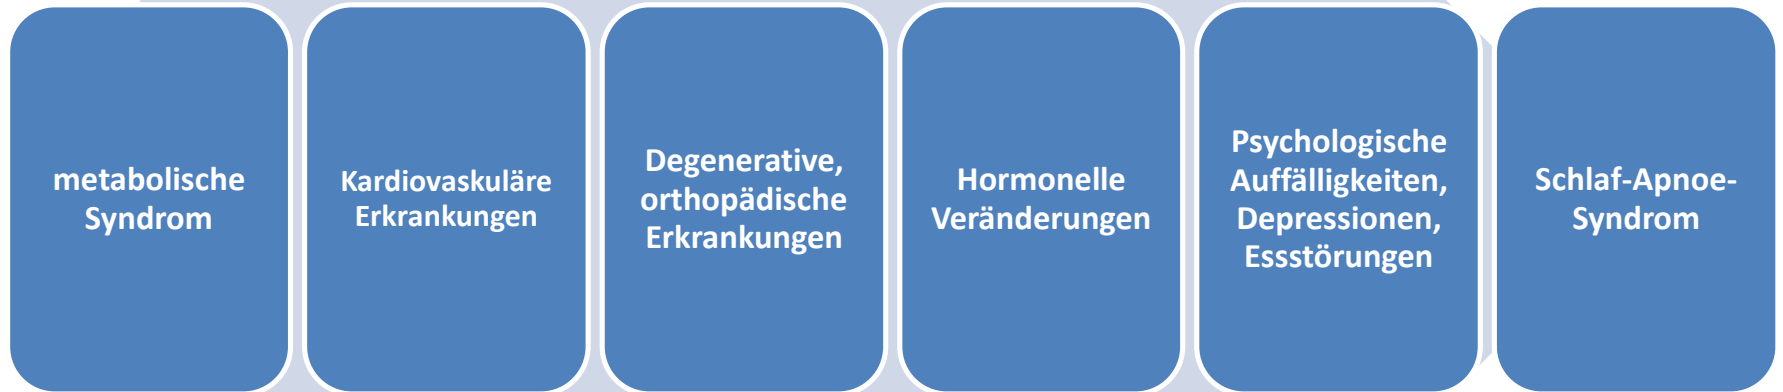 metabolische
Syndrom
Kardiovaskuläre
Erkrankungen
Degenerative,
orthopädische
Erkrankungen
Hormonelle
Veränderungen
Psychologische
Auffälligkeiten,
Depressionen,
Essstörungen
Schlaf-Apnoe-
Syndrom